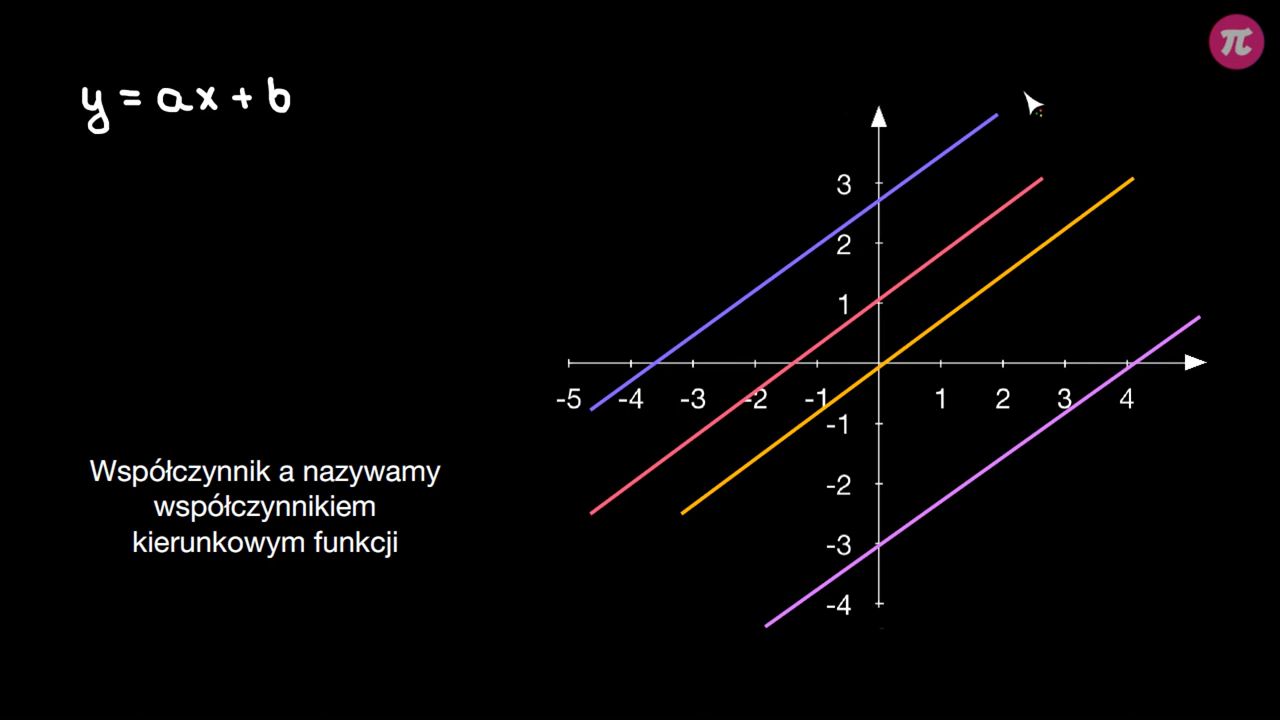 π
y = ax + b
3
2
1
-5 -4 -3 -2 -1 1 2 3 4
-1
-2
-3
-4
Współczynnik a nazywamy
współczynnikiem
kierunkowym funkcji